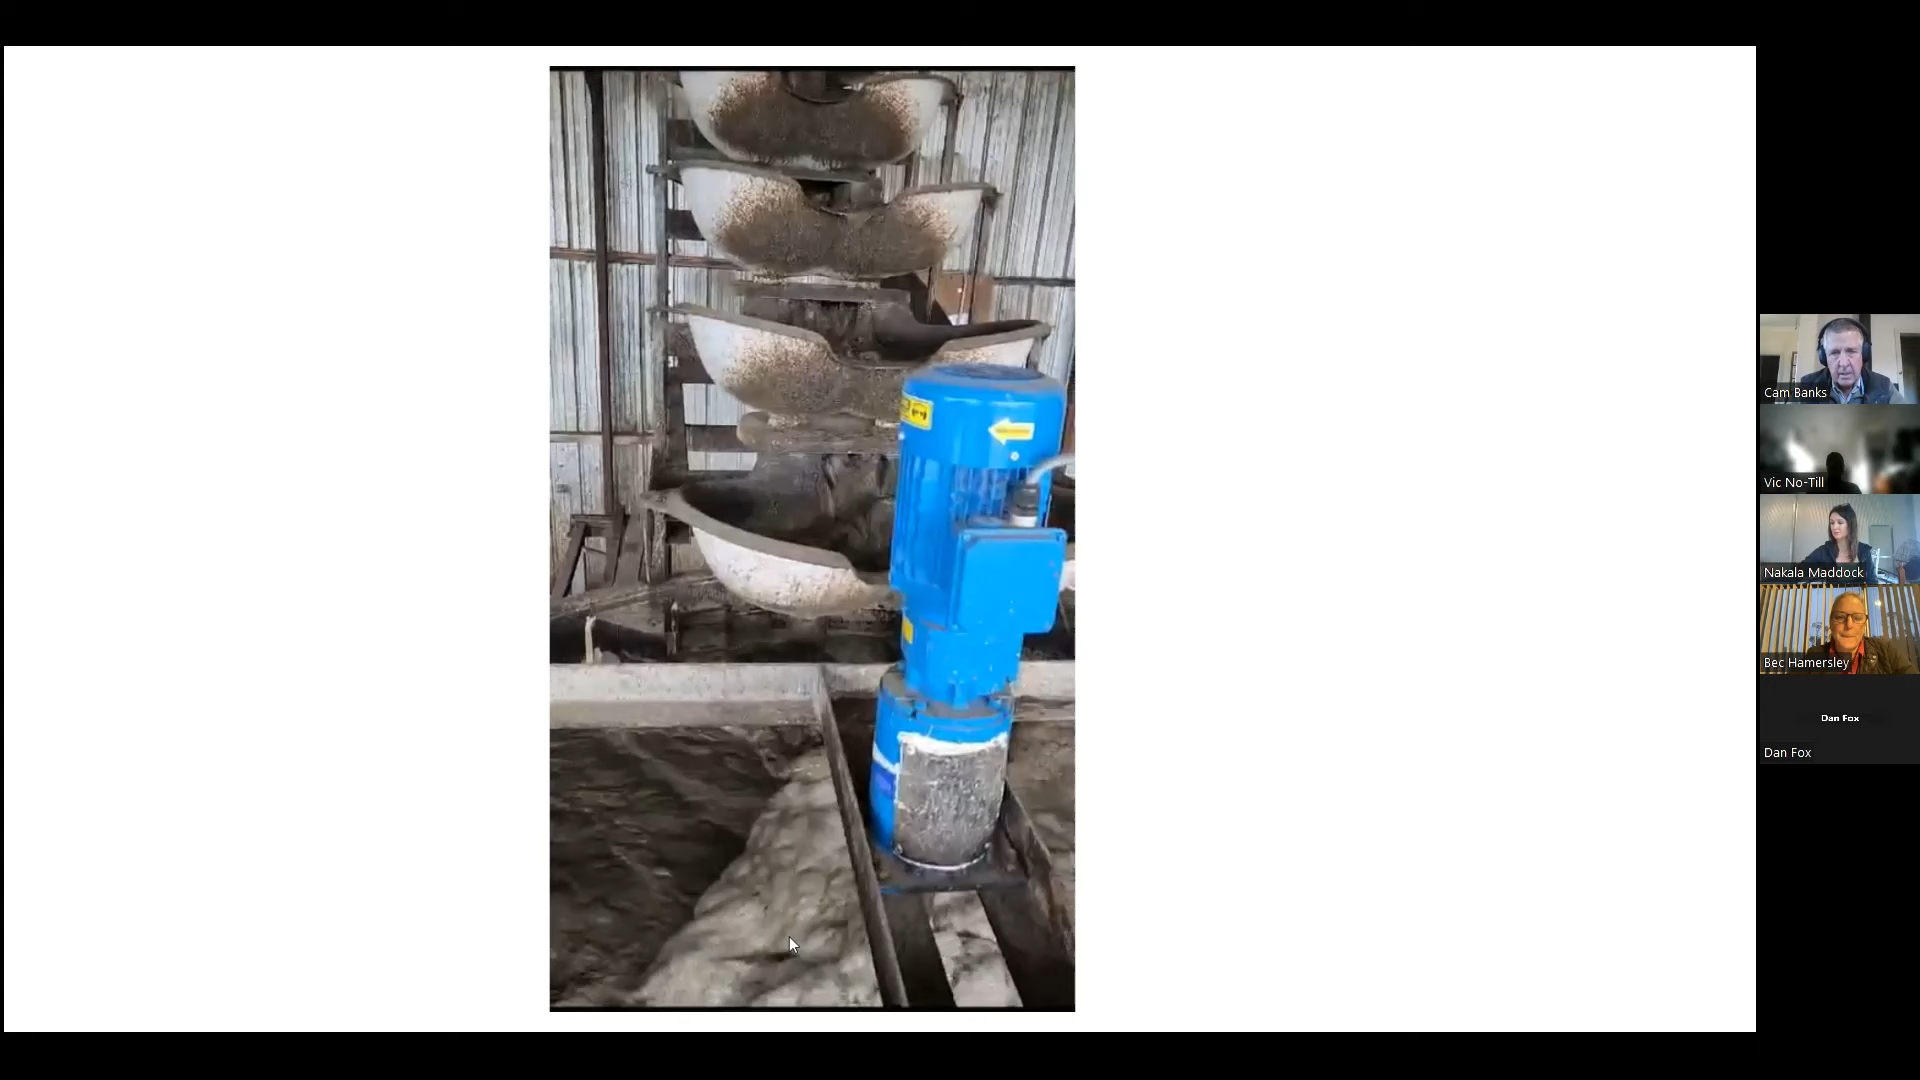 Cam Banks
Vic No-Till
Nakala Maddock
Bec Hamersley
Dan Fox
Dan Fox